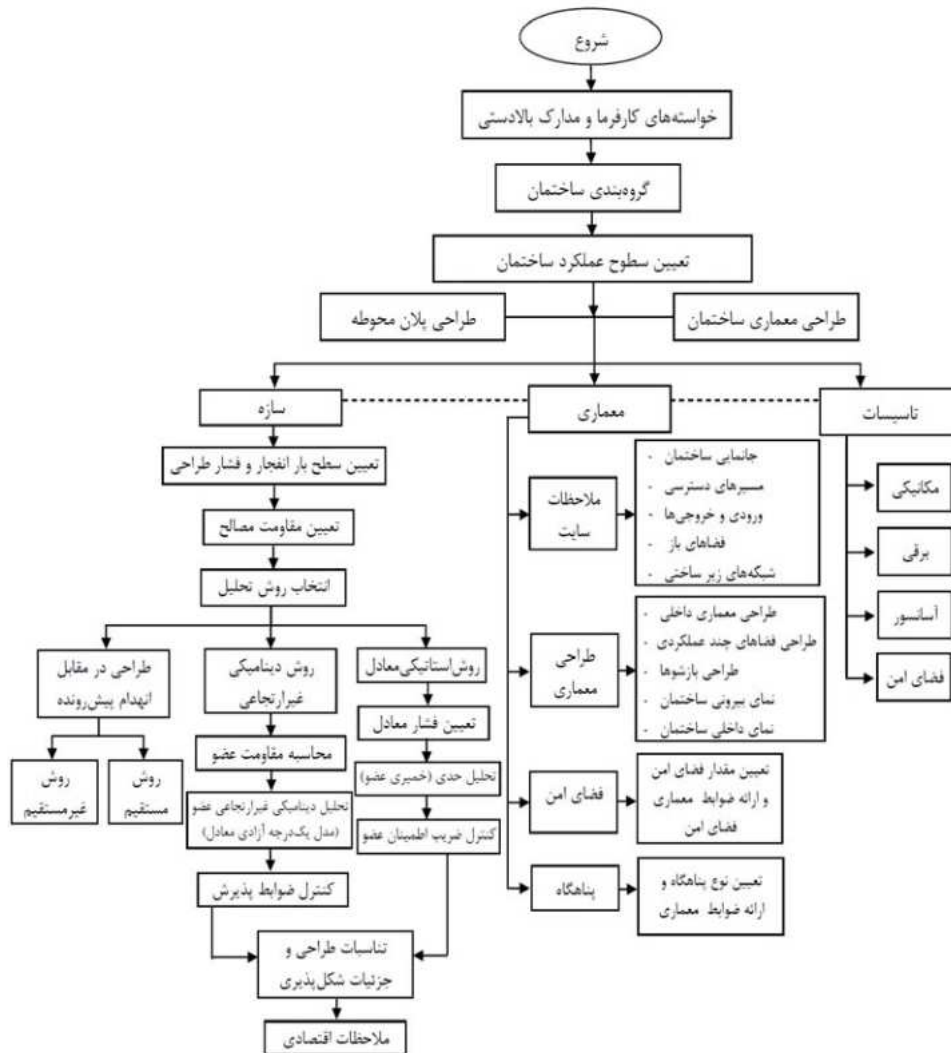 شروع
خواسته‌های کارفرما و مدارک بالادستی
گروه‌بندی ساختمان
تعیین سطوح عملکرد ساختمان
طراحی معماری ساختمان
طراحی پلان محوطه
تاسیسات
معماری
سازه
مکانیکی
برقی
آسانسور
فضای امن
ملاحظات
سایت
- جانمایی ساختمان
- مسیرهای دسترسی
- ورودی و خروجی‌ها
- فضاهای باز
- شبکه‌های زیر ساختی
طراحی
معماری
- طراحی معماری داخلی
- طراحی فضاهای چند عملکردی
- طراحی بازشوها
- نمای بیرونی ساختمان
- نمای داخلی ساختمان
فضای امن
تعیین مقدار فضای امن
و ارائه ضوابط معماری
فضای امن
پناهگاه
تعیین نوع پناهگاه و
ارائه ضوابط معماری
تعیین سطح بار انفجار و فشار طراحی
تعیین مقاومت مصالح
انتخاب روش تحلیل
روش استاتیکی معادل
تعیین فشار معادل
تحلیل حدی (خمیری عضو)
کنترل ضریب اطمینان عضو
روش دینامیکی
غیرارتجاعی
محاسبه مقاومت عضو
تحلیل دینامیکی غیرارتجاعی عضو
(مدل یک‌درجه آزادی معادل)
کنترل ضوابط پذیرش
طراحی در مقابل
انهدام پیش‌رونده
روش
مستقیم
روش
غیرمستقیم
تناسبات طراحی و
جزئیات شکل‌پذیری
ملاحظات اقتصادی